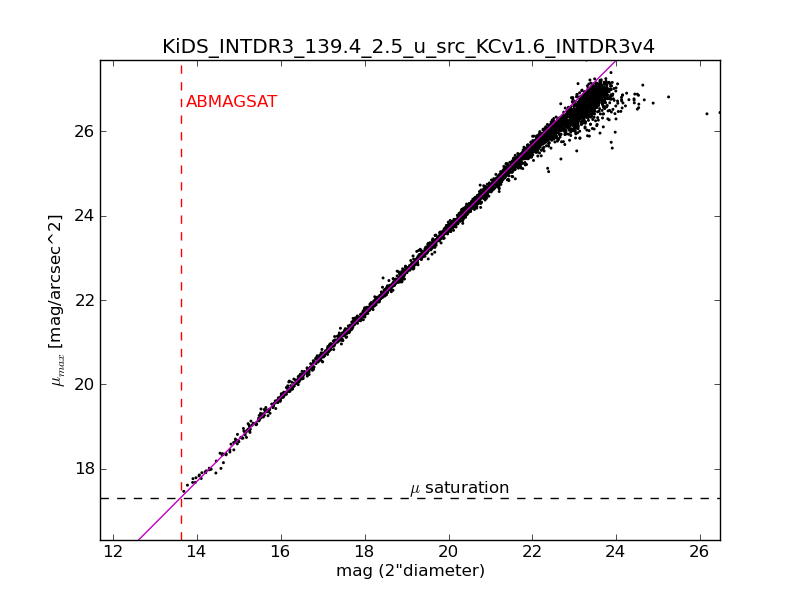 KiDS_INTDR3_139.4_2.5_u_src_KCv1.6_INTDR3v4
ABMAGSAT
26
24
22
20
18
μmax [mag/arcsec^2]
μ saturation
12 14 16 18 20 22 24 26
mag (2"diameter)